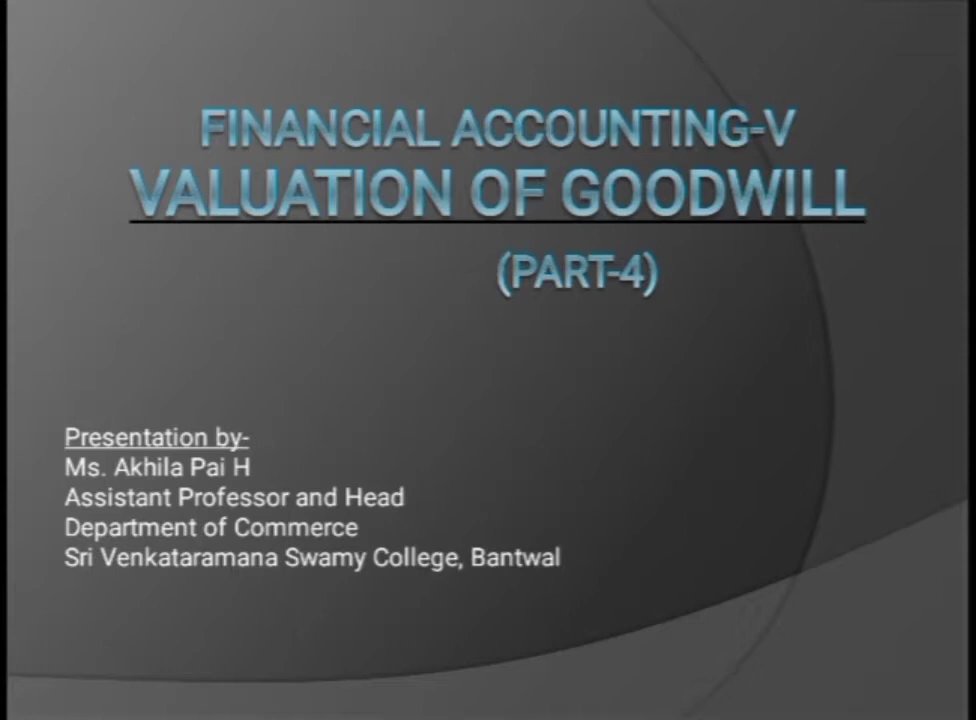 FINANCIAL ACCOUNTING-V
VALUATION OF GOODWILL
(PART-4)
Presentation by-
Ms. Akhila Pai H
Assistant Professor and Head
Department of Commerce
Sri Venkataramana Swamy College, Bantwal